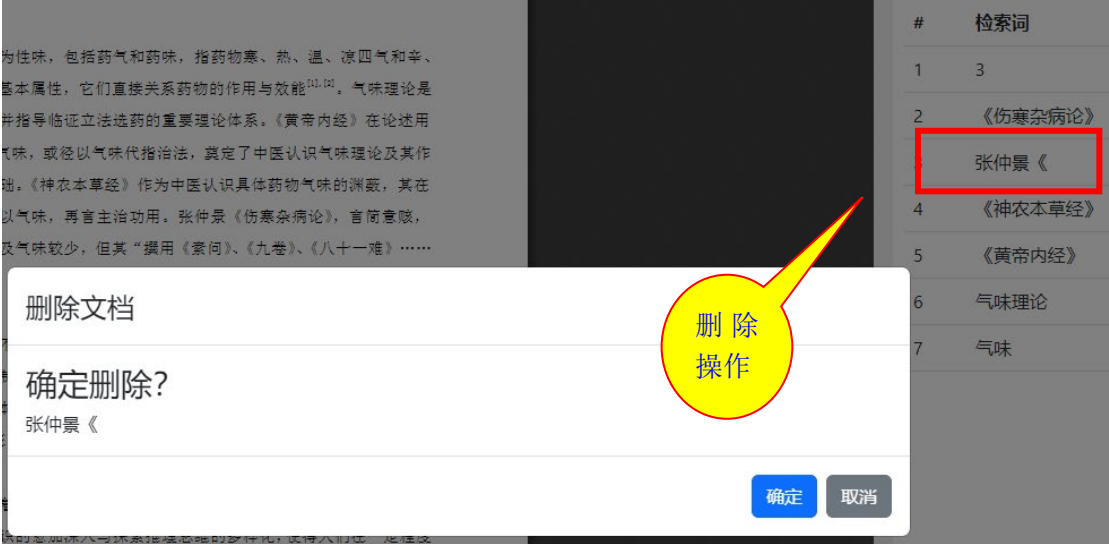 为性味，包括药气和药味，指药物寒、热、温、凉四气和辛、
基本属性，它们直接关系药物的作用与效能[1],[2]。气味理论是
并指导临证立法选药的重要理论体系。《黄帝内经》在论述用
气味，或径以气味代指治法，奠定了中医认识气味理论及其作
础。《神农本草经》作为中医认识具体药物气味的渊薮，其在
以气味，再言主治功用。张仲景《伤寒杂病论》，言简意赅，
及气味较少，但其“撰用《素问》、《九卷》、《八十一难》……
# 检索词
1 3
2 《伤寒杂病论》
3 张仲景《
4 《神农本草经》
5 《黄帝内经》
6 气味理论
7 气味
删除
操作
删除文档
确定删除?
张仲景《
确定 取消